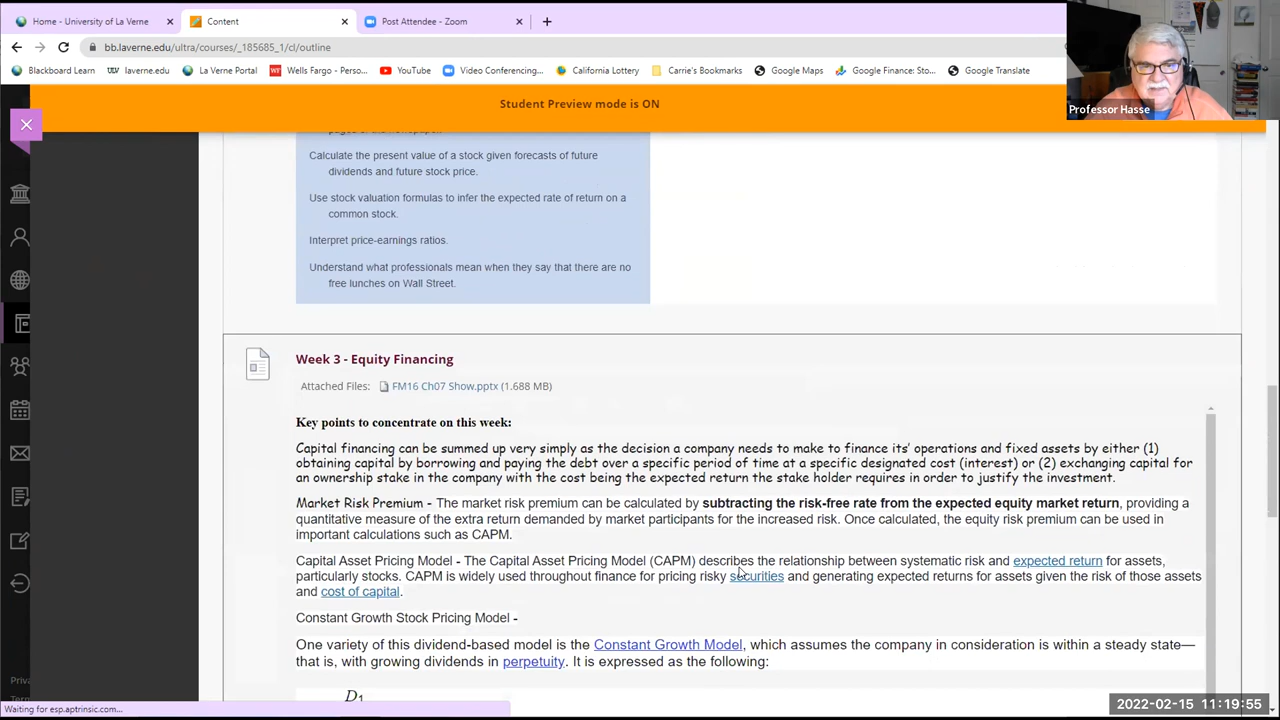 Home - University of La Verne
Content
Post Attendee - Zoom
bb.laverne.edu/ultra/courses/_185685_1/cl/outline
Blackboard Learn
laverne.edu
La Verne Portal
Wells Fargo - Perso...
YouTube
Video Conferencing...
California Lottery
Carrie's Bookmarks
Google Maps
Google Finance: Sto...
Google Translate
Professor Hasse
Student Preview mode is ON
Calculate the present value of a stock given forecasts of future
dividends and future stock price.
Use stock valuation formulas to infer the expected rate of return on a
common stock.
Interpret price-earnings ratios.
Understand what professionals mean when they say that there are no
free lunches on Wall Street.
Week 3 - Equity Financing
Attached Files: FM16 Ch07 Show.pptx (1.688 MB)
Key points to concentrate on this week:
Capital financing can be summed up very simply as the decision a company needs to make to finance its' operations and fixed assets by either (1)
obtaining capital by borrowing and paying the debt over a specific period of time at a specific designated cost (interest) or (2) exchanging capital for
an ownership stake in the company with the cost being the expected return the stake holder requires in order to justify the investment.
Market Risk Premium - The market risk premium can be calculated by subtracting the risk-free rate from the expected equity market return, providing a
quantitative measure of the extra return demanded by market participants for the increased risk. Once calculated, the equity risk premium can be used in
important calculations such as CAPM.
Capital Asset Pricing Model - The Capital Asset Pricing Model (CAPM) describes the relationship between systematic risk and expected return for assets,
particularly stocks. CAPM is widely used throughout finance for pricing risky securities and generating expected returns for assets given the risk of those assets
and cost of capital.
Constant Growth Stock Pricing Model -
One variety of this dividend-based model is the Constant Growth Model, which assumes the company in consideration is within a steady state—
that is, with growing dividends in perpetuity. It is expressed as the following:
D1
Priva
Waiting for esp.aptrinsic.com...
2022-02-15 11:19:55